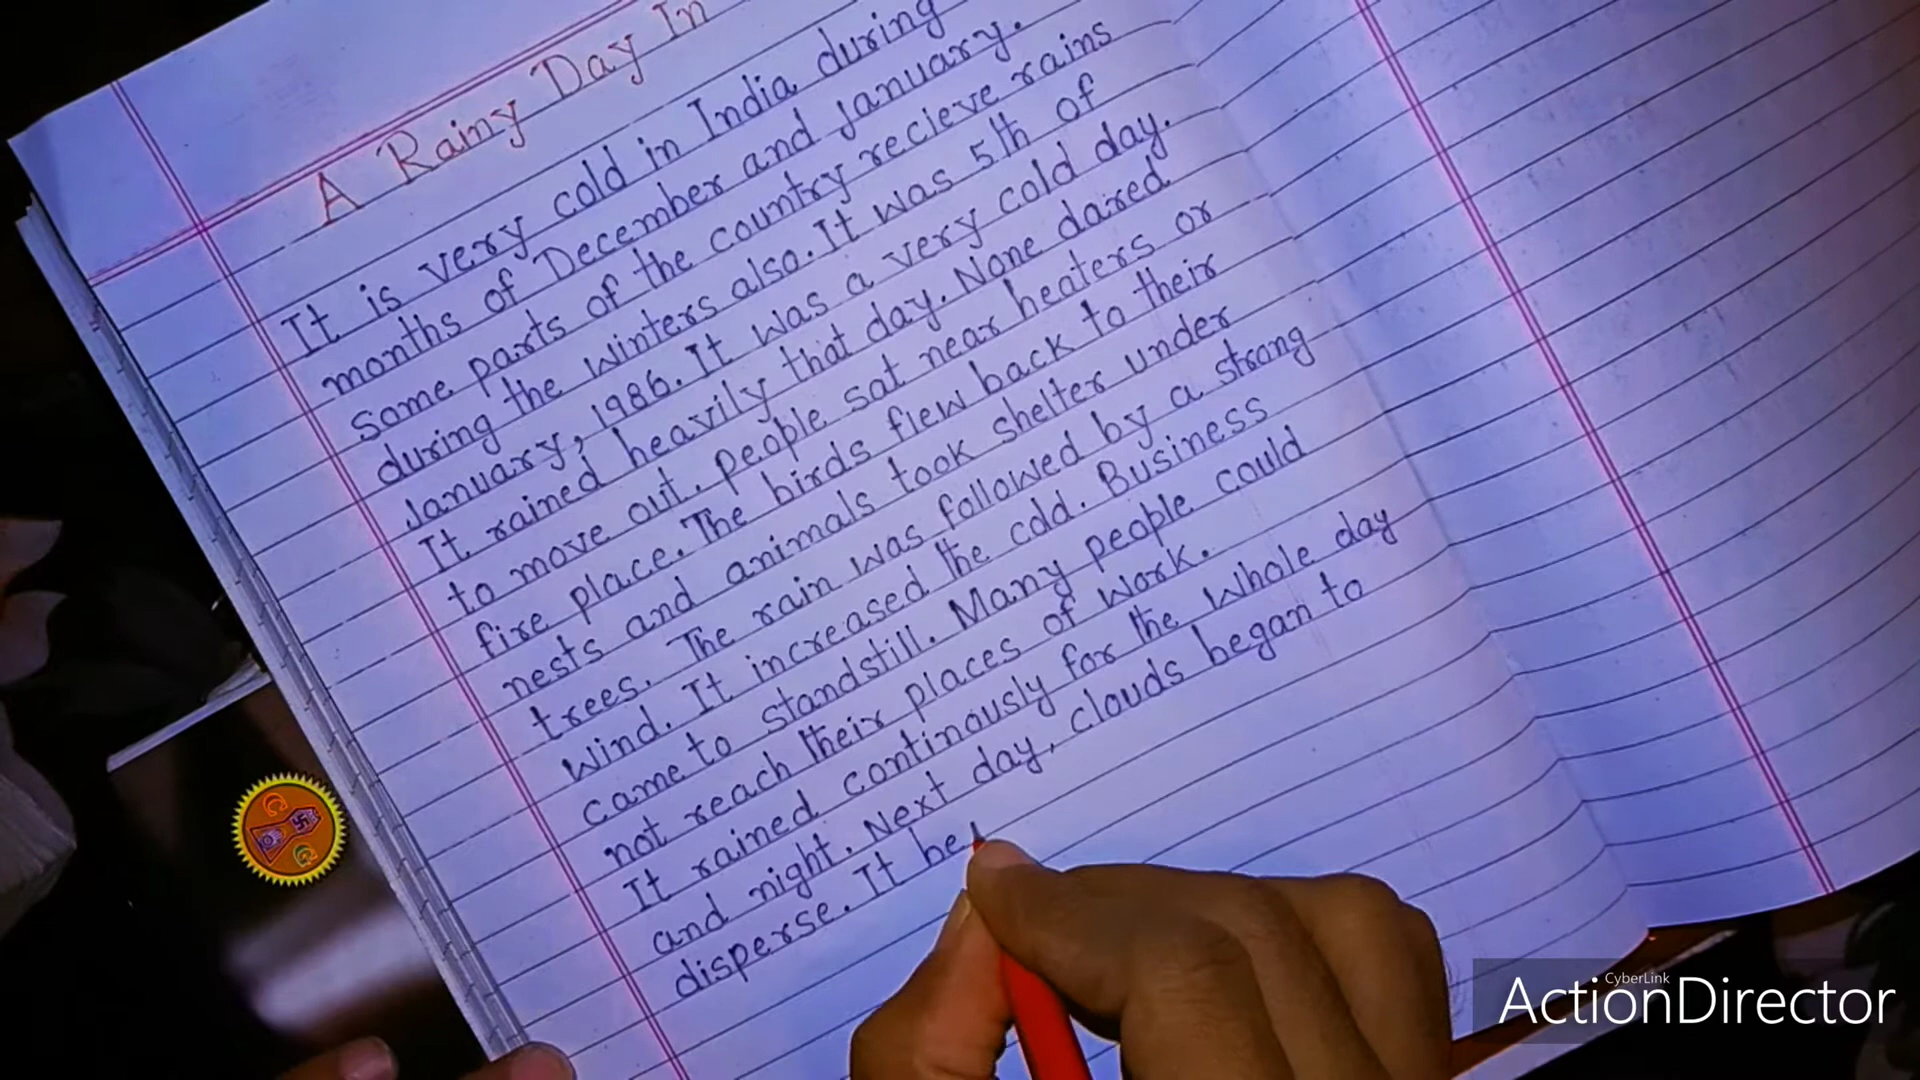 A Rainy Day In
It is very cold in India during
months of December and January.
some parts of the country recieve rains
during the winters also. It was 5th of
January, 1986. It was a very cold day.
It rained heavily that day. None dared
to move out. people sat near heaters or
fire place. The birds flew back to their
nests and animals took shelter under
trees. The rain was followed by a strong
wind. It increased the cold. Business
came to standstill. Many people could
not reach their places of work.
It rained continously for the whole day
and night. Next day, clouds began to
disperse. It be
CyberLink
ActionDirector